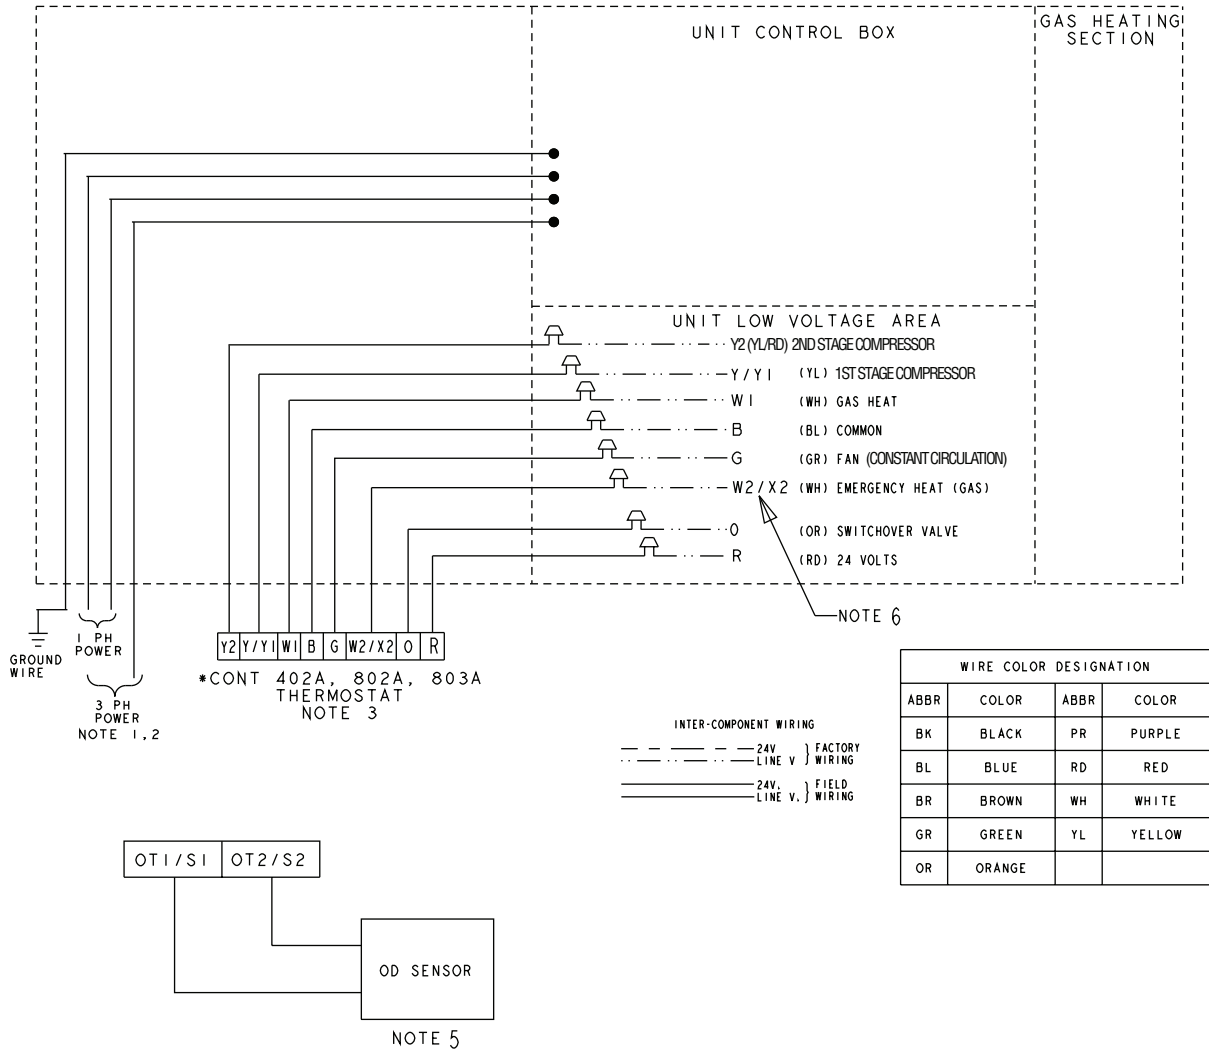 UNIT CONTROL BOX
GAS HEATING
SECTION
UNIT LOW VOLTAGE AREA
Y2 (YL/RD) 2ND STAGE COMPRESSOR
Y/Y1 (YL) 1ST STAGE COMPRESSOR
W1 (WH) GAS HEAT
B (BL) COMMON
G (GR) FAN (CONSTANT CIRCULATION)
W2/X2 (WH) EMERGENCY HEAT (GAS)
O (OR) SWITCHOVER VALVE
R (RD) 24 VOLTS
NOTE 6
GROUND
WIRE
1 PH
POWER
3 PH
POWER
NOTE 1,2
Y2 Y/Y1 W1 B G W2/X2 O R
*CONT 402A, 802A, 803A
THERMOSTAT
NOTE 3
INTER-COMPONENT WIRING
24V
LINE V
FACTORY
WIRING
24V.
LINE V.
FIELD
WIRING
WIRE COLOR DESIGNATION
ABBR COLOR ABBR COLOR
BK BLACK PR PURPLE
BL BLUE RD RED
BR BROWN WH WHITE
GR GREEN YL YELLOW
OR ORANGE
OT1/S1 OT2/S2
OD SENSOR
NOTE 5